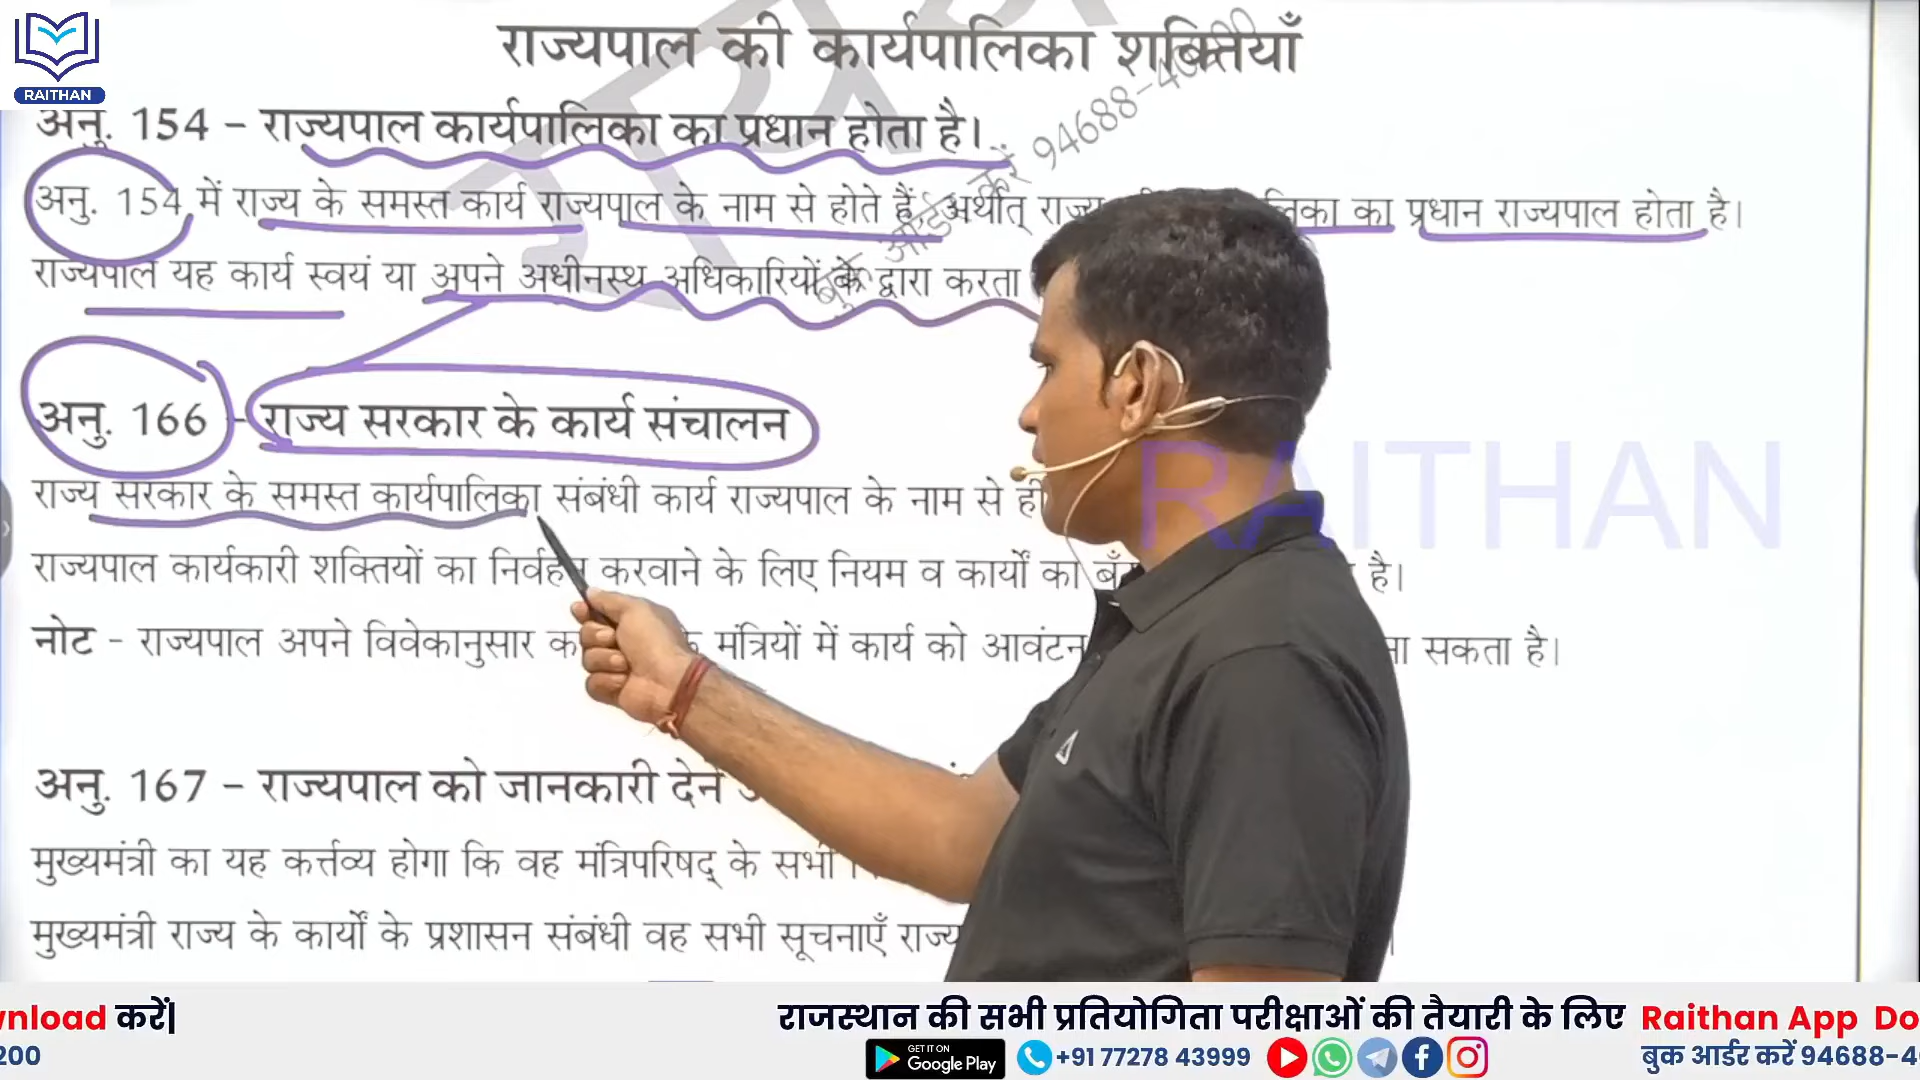 RAITHAN
राज्यपाल की कार्यपालिका शक्तियाँ
अनु. 154 – राज्यपाल कार्यपालिका का प्रधान होता है।
अनु. 154 में राज्य के समस्त कार्य राज्यपाल के नाम से होते हैं अर्थात् राज्य का प्रधान राज्यपाल होता है।
राज्यपाल यह कार्य स्वयं या अपने अधीनस्थ अधिकारियों के द्वारा करता
अनु. 166 - राज्य सरकार के कार्य संचालन
राज्य सरकार के समस्त कार्यपालिका संबंधी कार्य राज्यपाल के नाम से
राज्यपाल कार्यकारी शक्तियों का निर्वहन करवाने के लिए नियम व कार्यों का है।
नोट - राज्यपाल अपने विवेकानुसार मंत्रियों में कार्य को आवंटन सकता है।
अनु. 167 – राज्यपाल को जानकारी देने
मुख्यमंत्री का यह कर्त्तव्य होगा कि वह मंत्रिपरिषद् के सभी
मुख्यमंत्री राज्य के कार्यों के प्रशासन संबंधी वह सभी सूचनाएँ
बुक ऑर्डर करें 94688-4
RAITHAN
करें| राजस्थान की सभी प्रतियोगिता परीक्षाओं की तैयारी के लिए Raithan App
200 GET IT ON Google Play +91 77278 43999 बुक आर्डर करें 94688-4